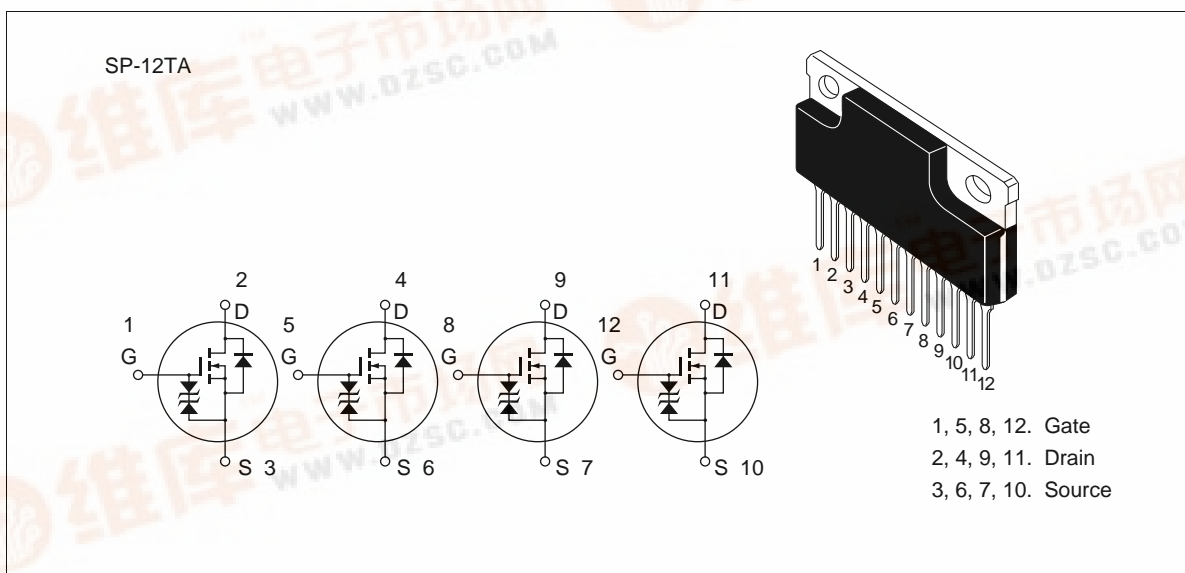 SP-12TA
维库电子市场网
WWW.DZSC.COM
2 4 9 11
D D D D
1 5 8 12
G G G G
S 3 S 6 S 7 S 10
1 2 3 4 5 6 7 8 9 10 11 12
1, 5, 8, 12. Gate
2, 4, 9, 11. Drain
3, 6, 7, 10. Source